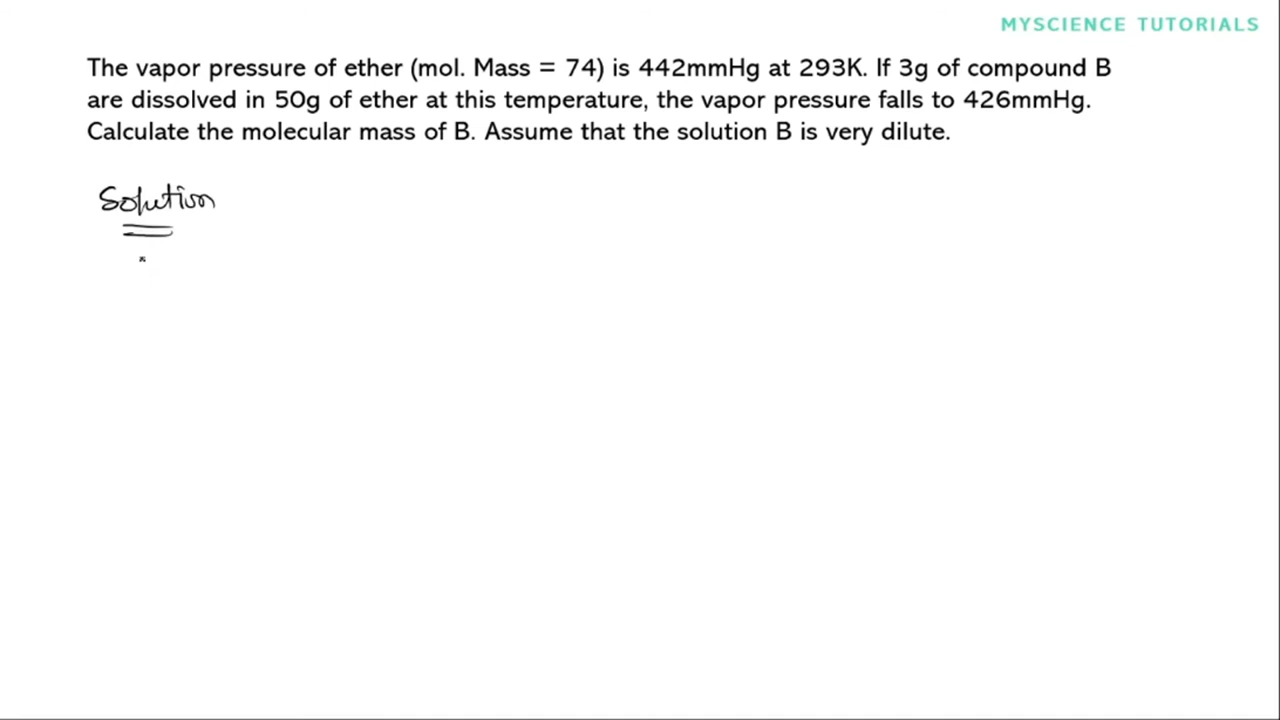 MYSCIENCE TUTORIALS
The vapor pressure of ether (mol. Mass = 74) is 442mmHg at 293K. If 3g of compound B
are dissolved in 50g of ether at this temperature, the vapor pressure falls to 426mmHg.
Calculate the molecular mass of B. Assume that the solution B is very dilute.
Solution